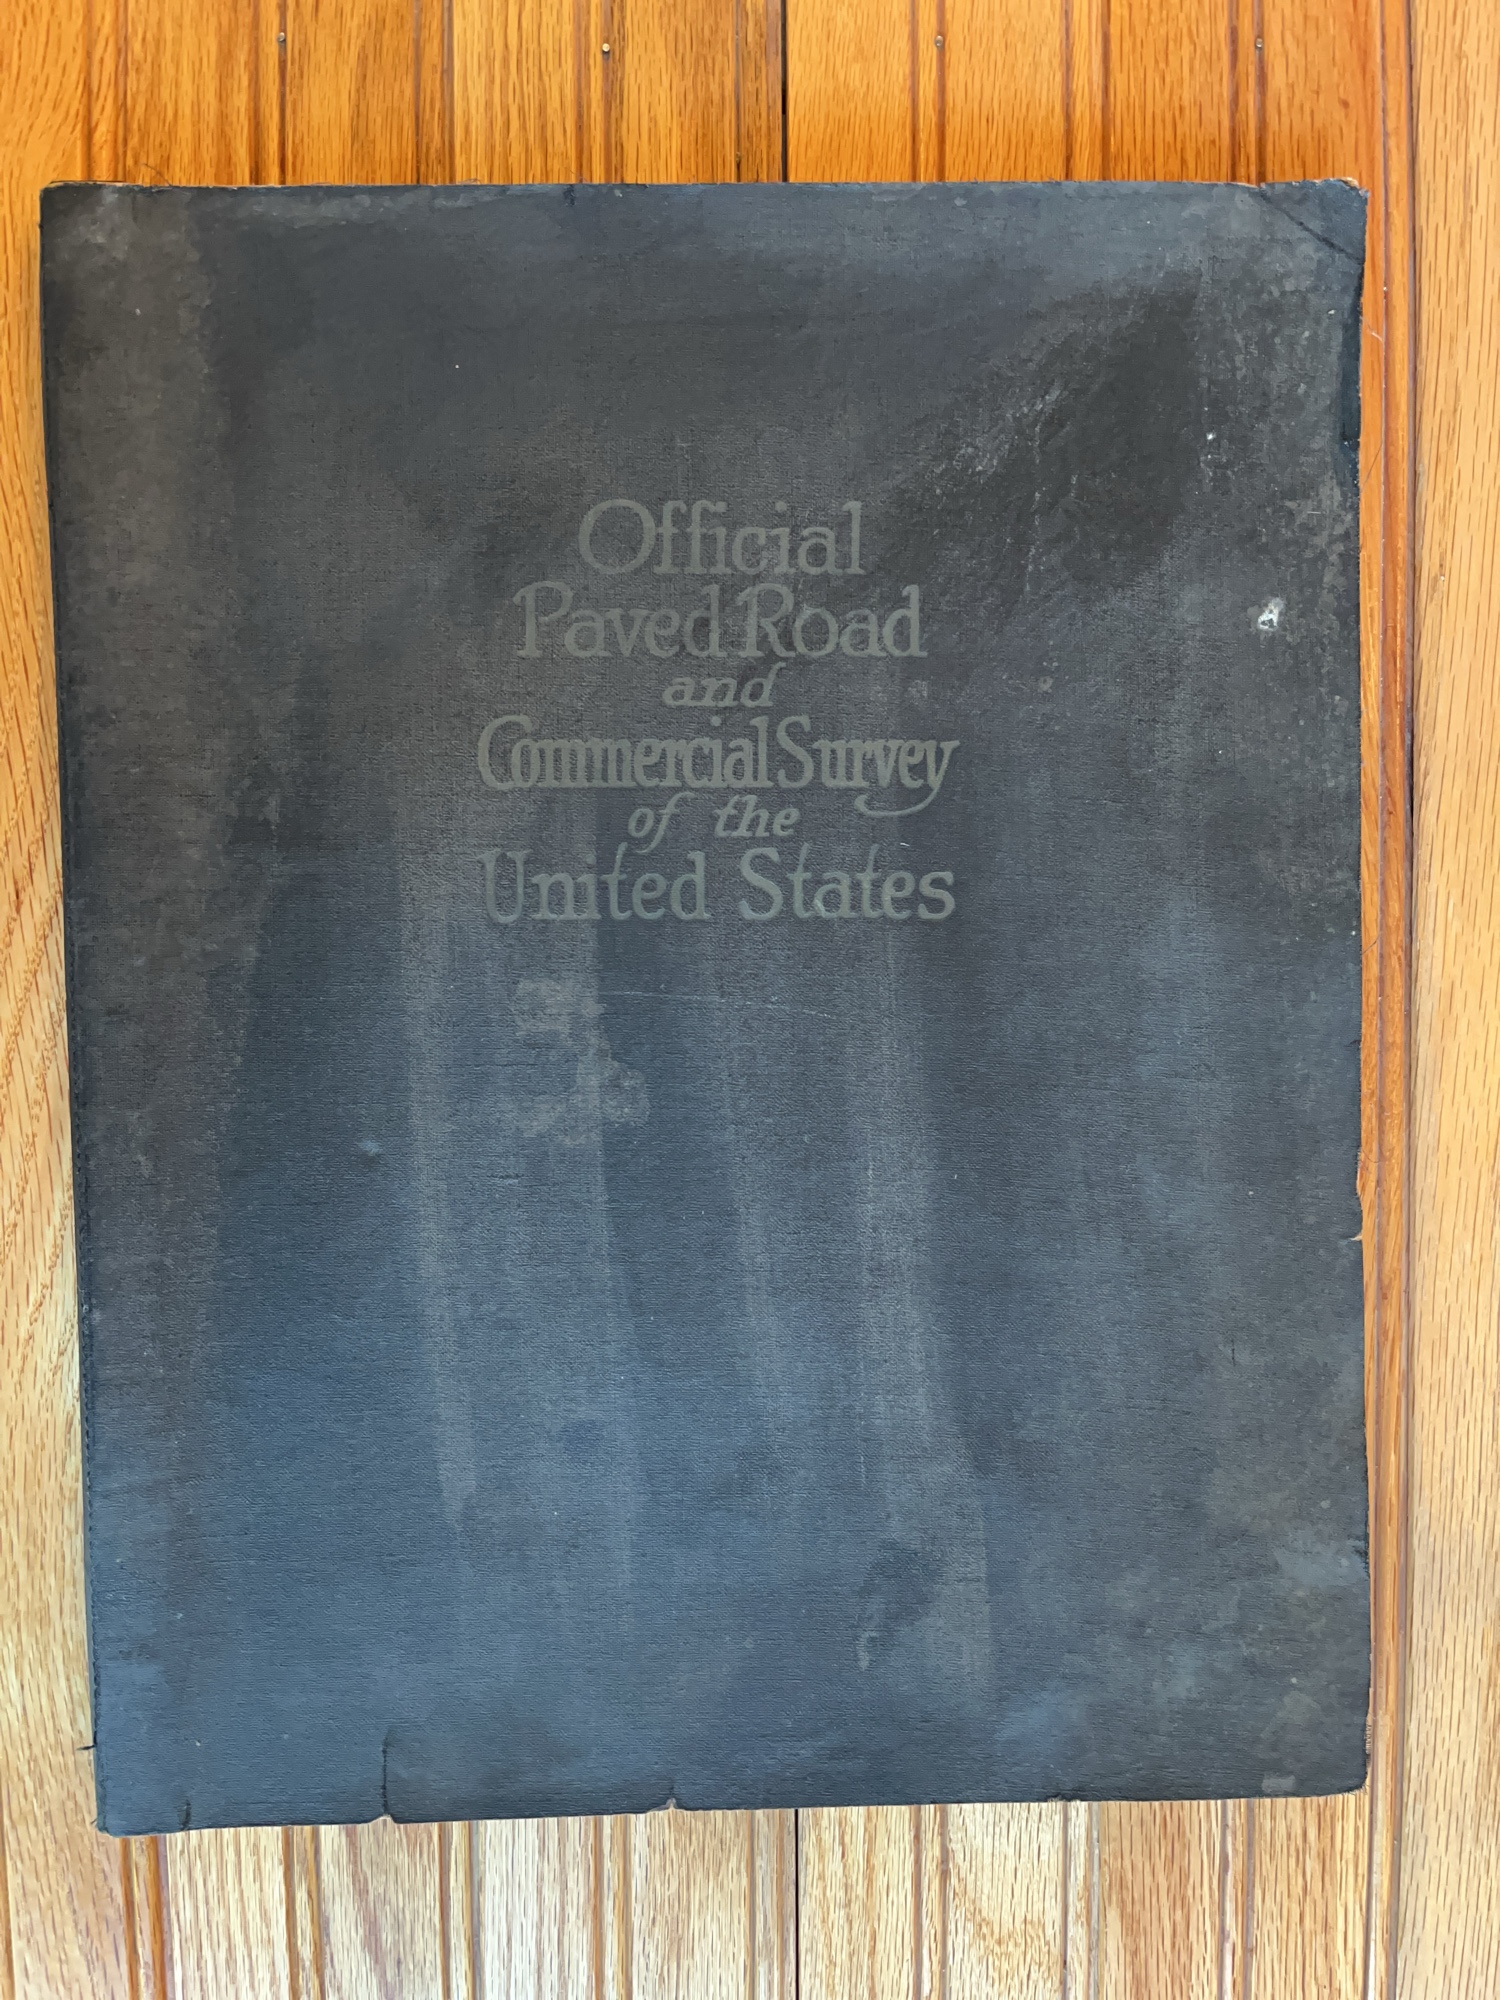 Official
Paved Road
and
Commercial Survey
of the
United States